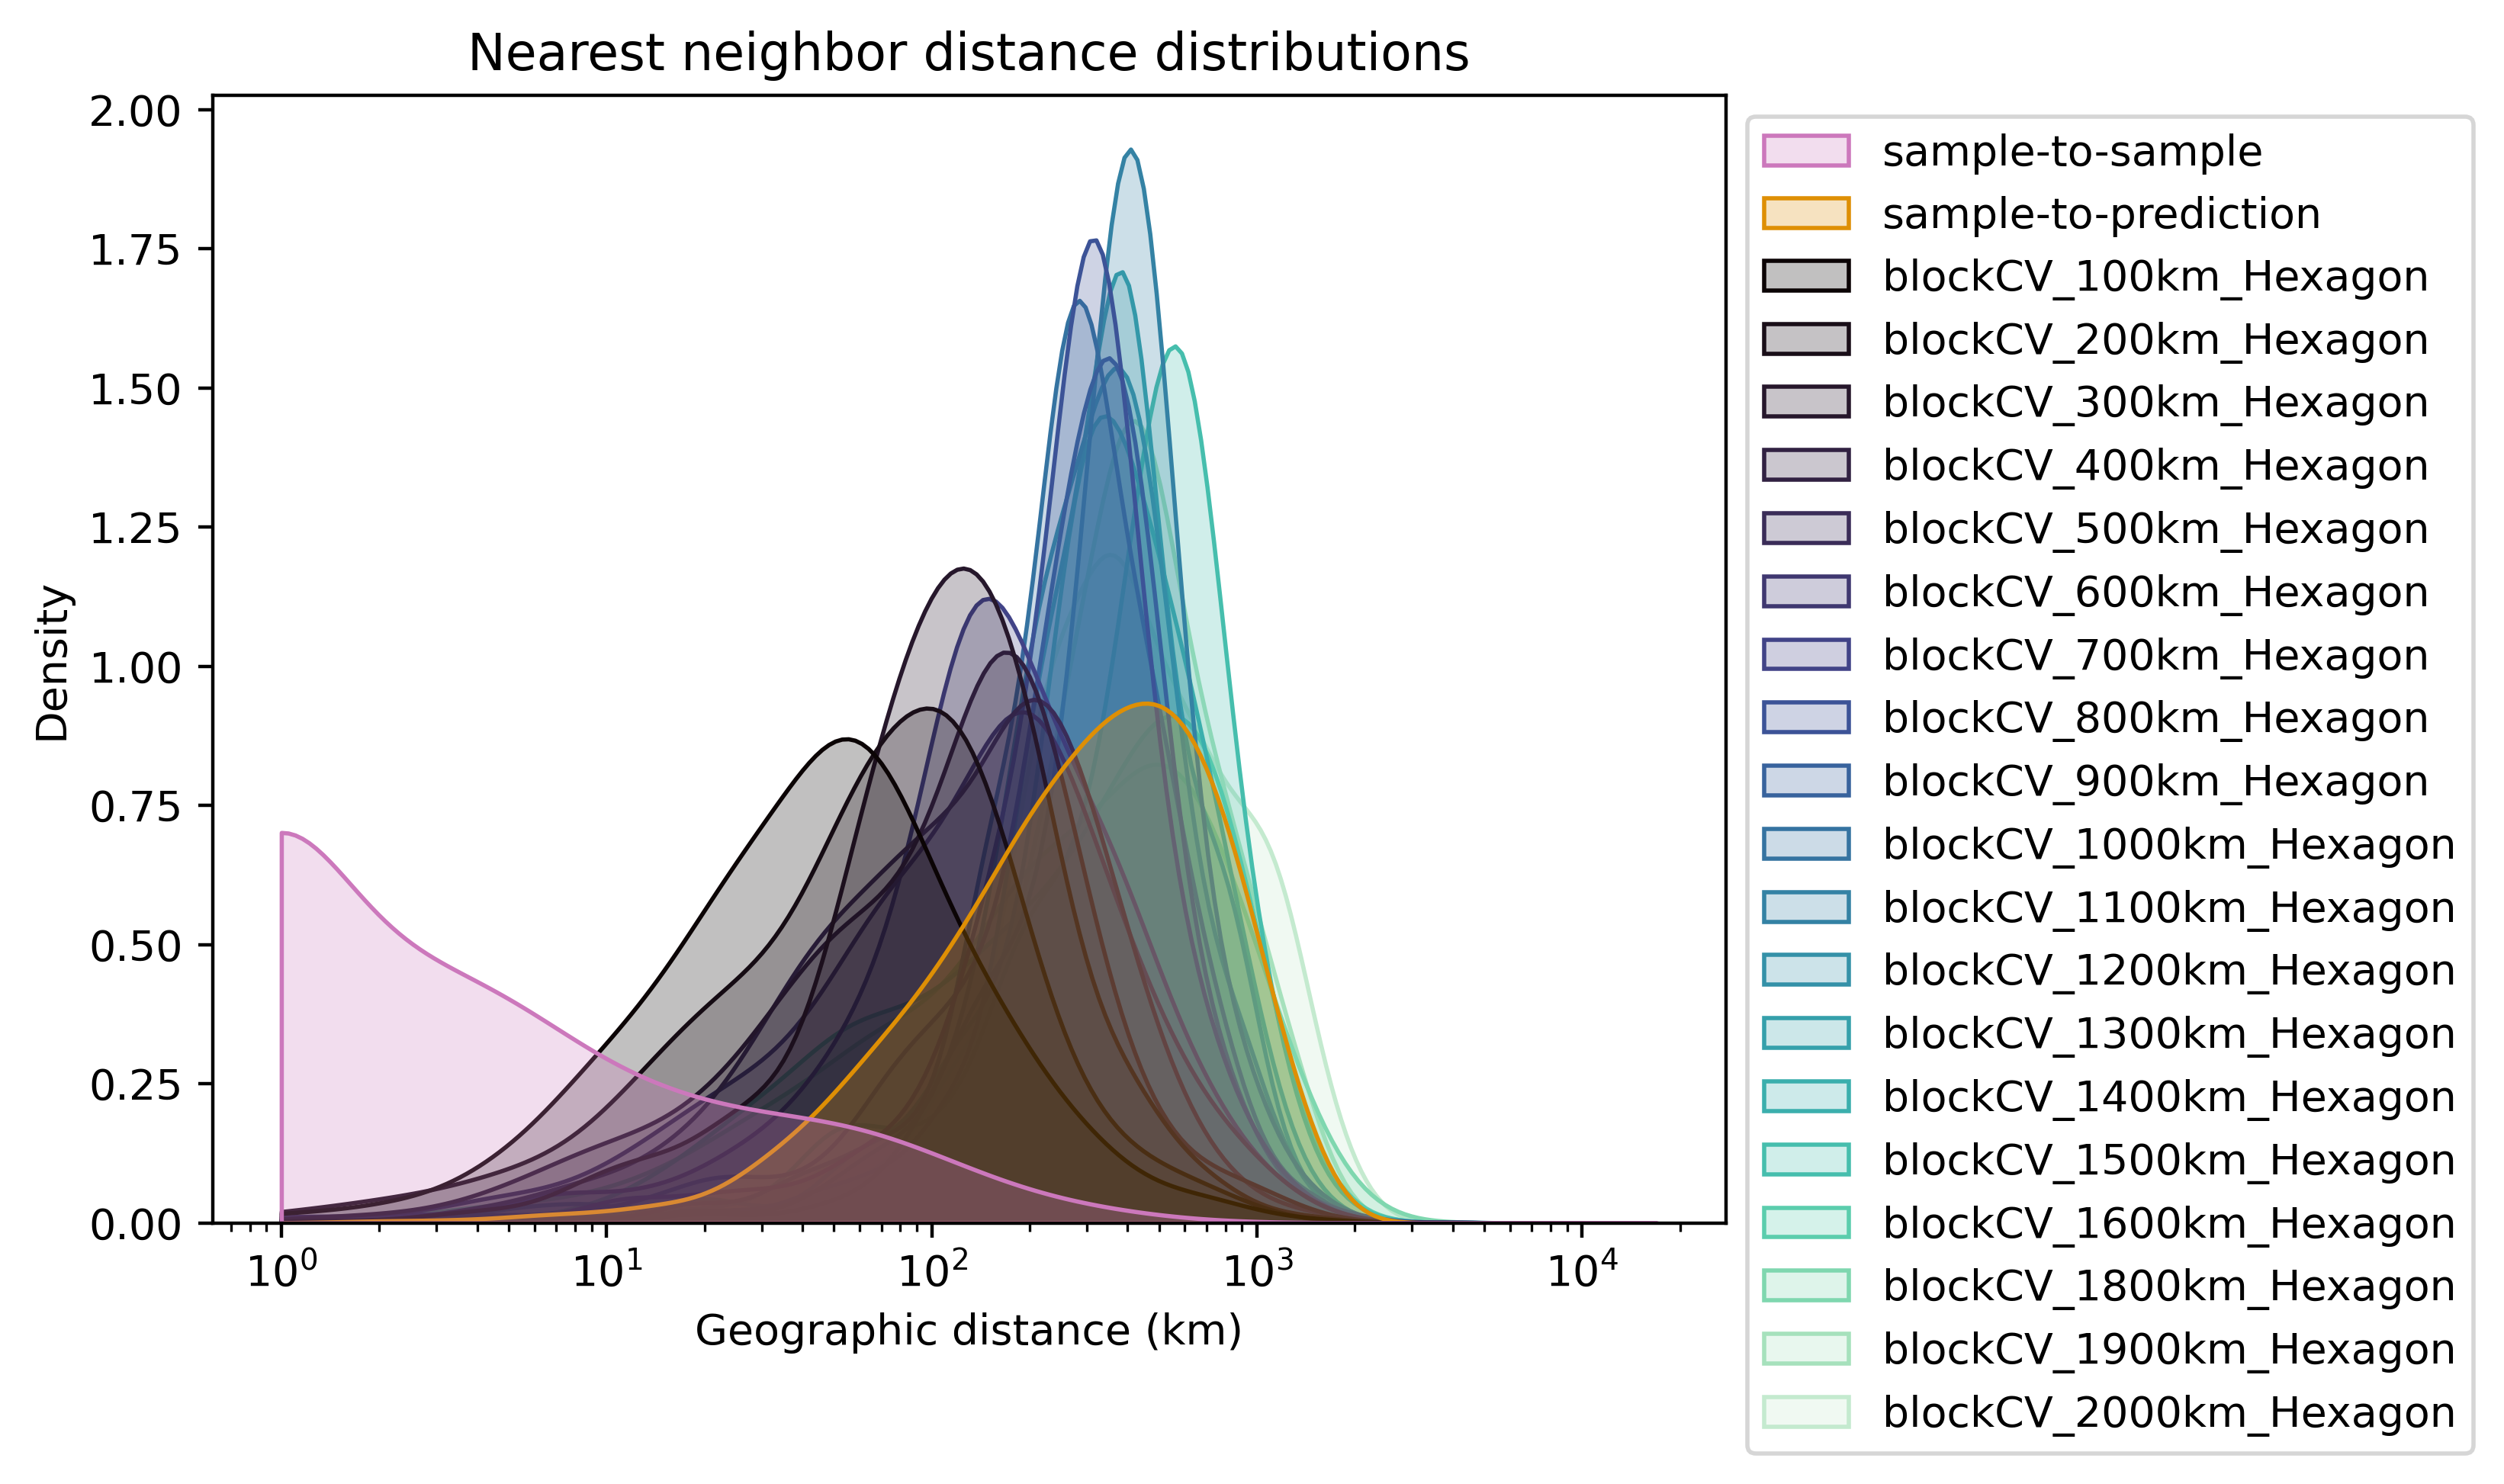 Nearest neighbor distance distributions
2.00
1.75
1.50
1.25
1.00
0.75
0.50
0.25
0.00
Density
10⁰
10¹
10²
10³
10⁴
Geographic distance (km)
sample-to-sample
sample-to-prediction
blockCV_100km_Hexagon
blockCV_200km_Hexagon
blockCV_300km_Hexagon
blockCV_400km_Hexagon
blockCV_500km_Hexagon
blockCV_600km_Hexagon
blockCV_700km_Hexagon
blockCV_800km_Hexagon
blockCV_900km_Hexagon
blockCV_1000km_Hexagon
blockCV_1100km_Hexagon
blockCV_1200km_Hexagon
blockCV_1300km_Hexagon
blockCV_1400km_Hexagon
blockCV_1500km_Hexagon
blockCV_1600km_Hexagon
blockCV_1800km_Hexagon
blockCV_1900km_Hexagon
blockCV_2000km_Hexagon